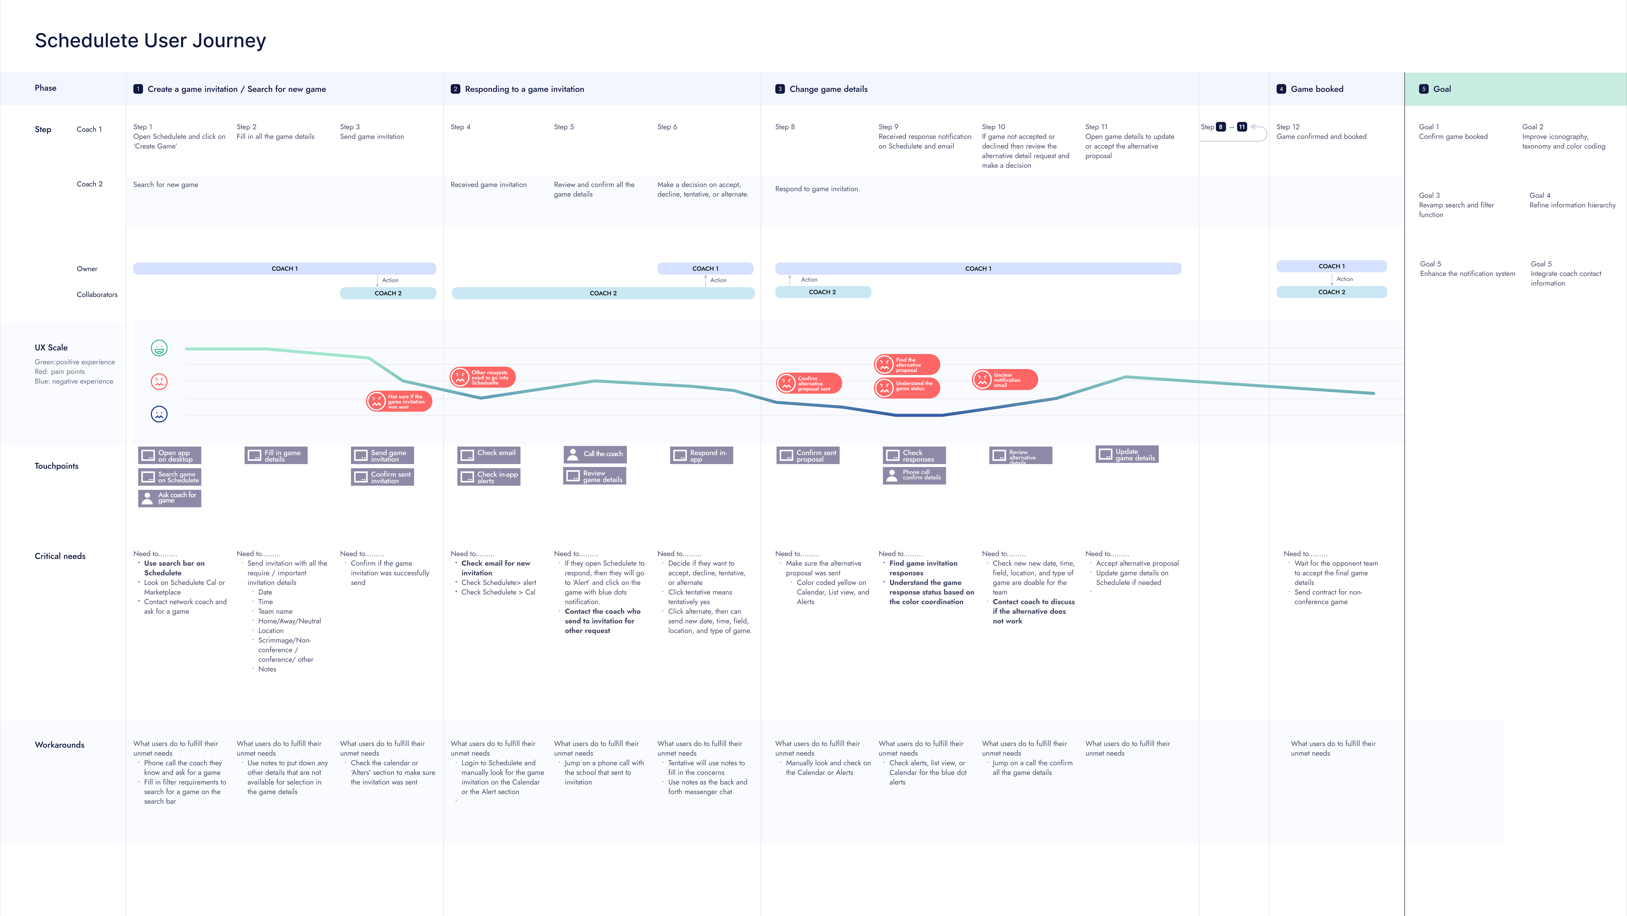 Schedulete User Journey
Phase
1 Create a game invitation / Search for new game
2 Responding to a game invitation
3 Change game details
4 Game booked
5 Goal
Step
Coach 1
Step 1
Open Schedulete and click on
'Create Game'
Step 2
Fill in all the game details
Step 3
Send game invitation
Step 4
Step 5
Step 6
Step 8
Step 9
Received response notification
on Schedulete and email
Step 10
If game not accepted or
declined then review the
alternative detail request and
make a decision
Step 11
Open game details to update
or accept the alternative
proposal
Step 8 – 11
Step 12
Game confirmed and booked
Goal 1
Confirm game booked
Goal 2
Improve iconography,
taxonomy and color coding
Coach 2
Search for new game
Received game invitation
Review and confirm all the
game details
Make a decision on accept,
decline, tentative, or alternate.
Respond to game invitation.
Goal 3
Revamp search and filter
function
Goal 4
Refine information hierarchy
Owner
COACH 1
COACH 1
COACH 1
COACH 1
Action
Action
Action
Action
Collaborators
COACH 2
COACH 2
COACH 2
COACH 2
Goal 5
Enhance the notification system
Goal 5
Integrate coach contact
information
UX Scale
Green:positive experience
Red: pain points
Blue: negative experience
Not sure if the
game invitation
was sent
Other reuqsts
need to go into
Schedulete
Confirm
alternative
proposal sent
Find the
alternative
proposal
Understand the
game status
Unclear
notification
email
Touchpoints
Open app
on desktop
Search game
on Schedulete
Ask coach for
game
Fill in game
details
Send game
invitation
Confirm sent
invitation
Check email
Check in-app
alerts
Call the coach
Review
game details
Respond in-
app
Confirm sent
proposal
Check
responses
Phone call
confirm details
Review
alternative
details
Update
game details
Critical needs
Need to.........
Use search bar on
Schedulete
Look on Schedulete Cal or
Marketplace
Contact network coach and
ask for a game
Need to.........
Send invitation with all the
require / important
invitation details
Date
Time
Team name
Home/Away/Neutral
Location
Scrimmage/Non-
conference /
conference/ other
Notes
Need to.........
Confirm if the game
invitation was successfully
send
Need to.........
Check email for new
invitation
Check Schedulete> alert
Check Schedulete > Cal
Need to.........
If they open Schedulete to
respond, then they will go
to 'Alert' and click on the
game with blue dots
notification.
Contact the coach who
send to invitation for
other request
Need to.........
Decide if they want to
accept, decline, tentative,
or alternate
Click tentative means
tentatively yes
Click alternate, then can
send new date, time, field,
location, and type of game.
Need to.........
Make sure the alternative
proposal was sent
Color coded yellow on
Calendar, List view, and
Alerts
Need to.........
Find game invitation
responses
Understand the game
response status based on
the color coordination
Need to.........
Check new new date, time,
field, location, and type of
game are doable for the
team
Contact coach to discuss
if the alternative does
not work
Need to.........
Accept alternative proposal
Update game details on
Schedulete if needed
Need to.........
Wait for the opponent team
to accept the final game
details
Send contract for non-
conference game
Workarounds
What users do to fulfill their
unmet needs
Phone call the coach they
know and ask for a game
Fill in filter requirements to
search for a game on the
search bar
What users do to fulfill their
unmet needs
Use notes to put down any
other details that are not
available for selection in
the game details
What users do to fulfill their
unmet needs
Check the calendar or
'Alters' section to make sure
the invitation was sent
What users do to fulfill their
unmet needs
Login to Schedulete and
manually look for the game
invitation on the Calendar
or the Alert section
What users do to fulfill their
unmet needs
Jump on a phone call with
the school that sent to
invitation
What users do to fulfill their
unmet needs
Tentative will use notes to
fill in the concerns
Use notes as the back and
forth messenger chat
What users do to fulfill their
unmet needs
Manually look and check on
the Calendar or Alerts
What users do to fulfill their
unmet needs
Check alerts, list view, or
Calendar for the blue dot
alerts
What users do to fulfill their
unmet needs
Jump on a call the confirm
all the game details
What users do to fulfill their
unmet needs
What users do to fulfill their
unmet needs